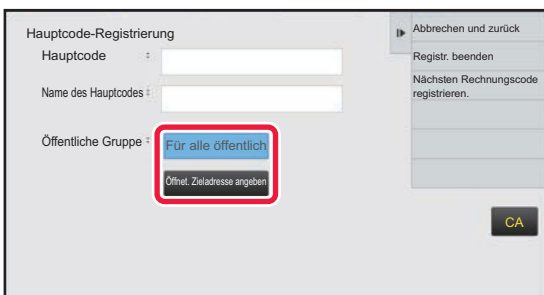 Hauptcode-Registrierung
Hauptcode :
Name des Hauptcodes :
Öffentliche Gruppe :
Für alle öffentlich
Öffnet. Zieladresse angeben
Abbrechen und zurück
Registr. beenden
Nächsten Rechnungscode
registrieren.
CA